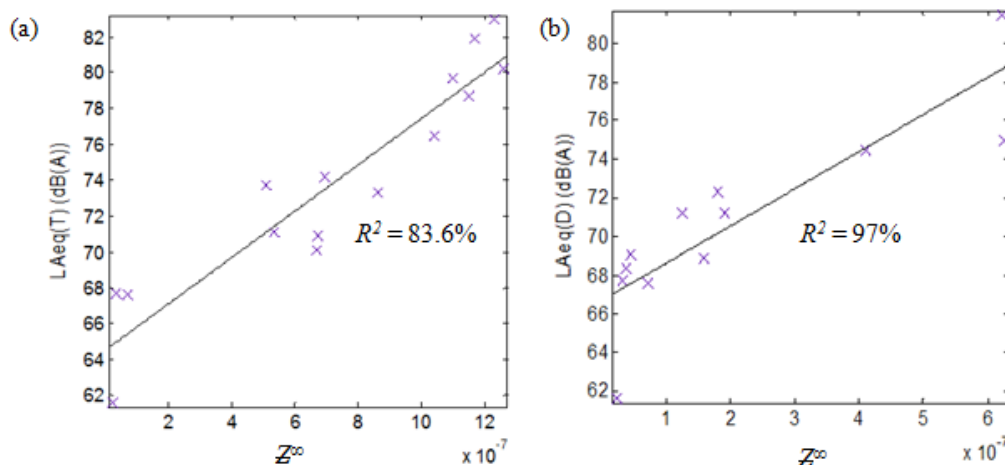 (a)
LAeq(T) (dB(A))
82
80
78
76
74
72
70
68
66
64
62
R² = 83.6%
2 4 6 8 10 12
Z∞
x 10⁻⁷
(b)
LAeq(D) (dB(A))
80
78
76
74
72
70
68
66
64
62
R² = 97%
1 2 3 4 5 6
Z∞
x 10⁻⁷